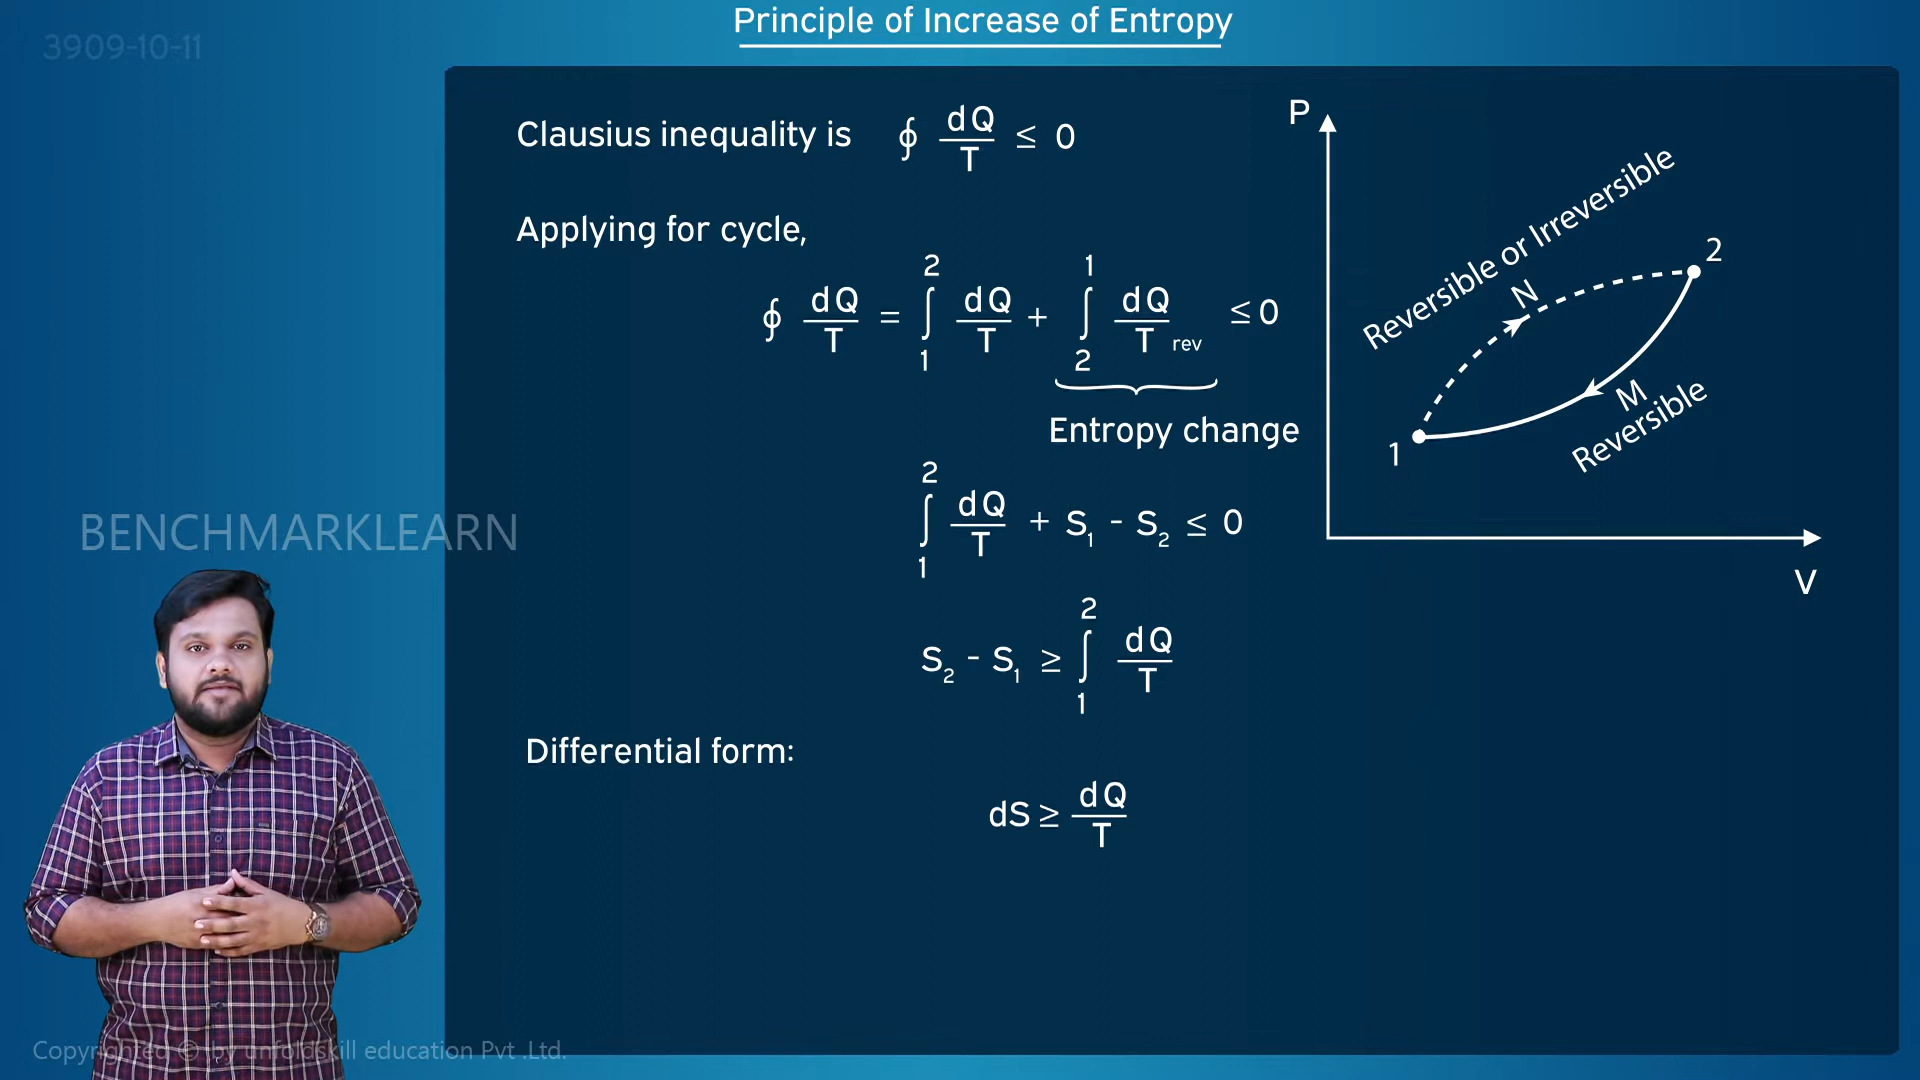 Principle of Increase of Entropy
3909-10-11
Clausius inequality is ∮ dQ/T ≤ 0
Applying for cycle,
∮ dQ/T = ∫₁² dQ/T + ∫₂¹ dQ/T rev ≤ 0
Entropy change
∫₁² dQ/T + S₁ - S₂ ≤ 0
S₂ - S₁ ≥ ∫₁² dQ/T
Differential form:
dS ≥ dQ/T
P
Reversible or Irreversible
N
2
M
Reversible
1
V
BENCHMARKLEARN
Copyrighted © by unfoldskill education Pvt .Ltd.